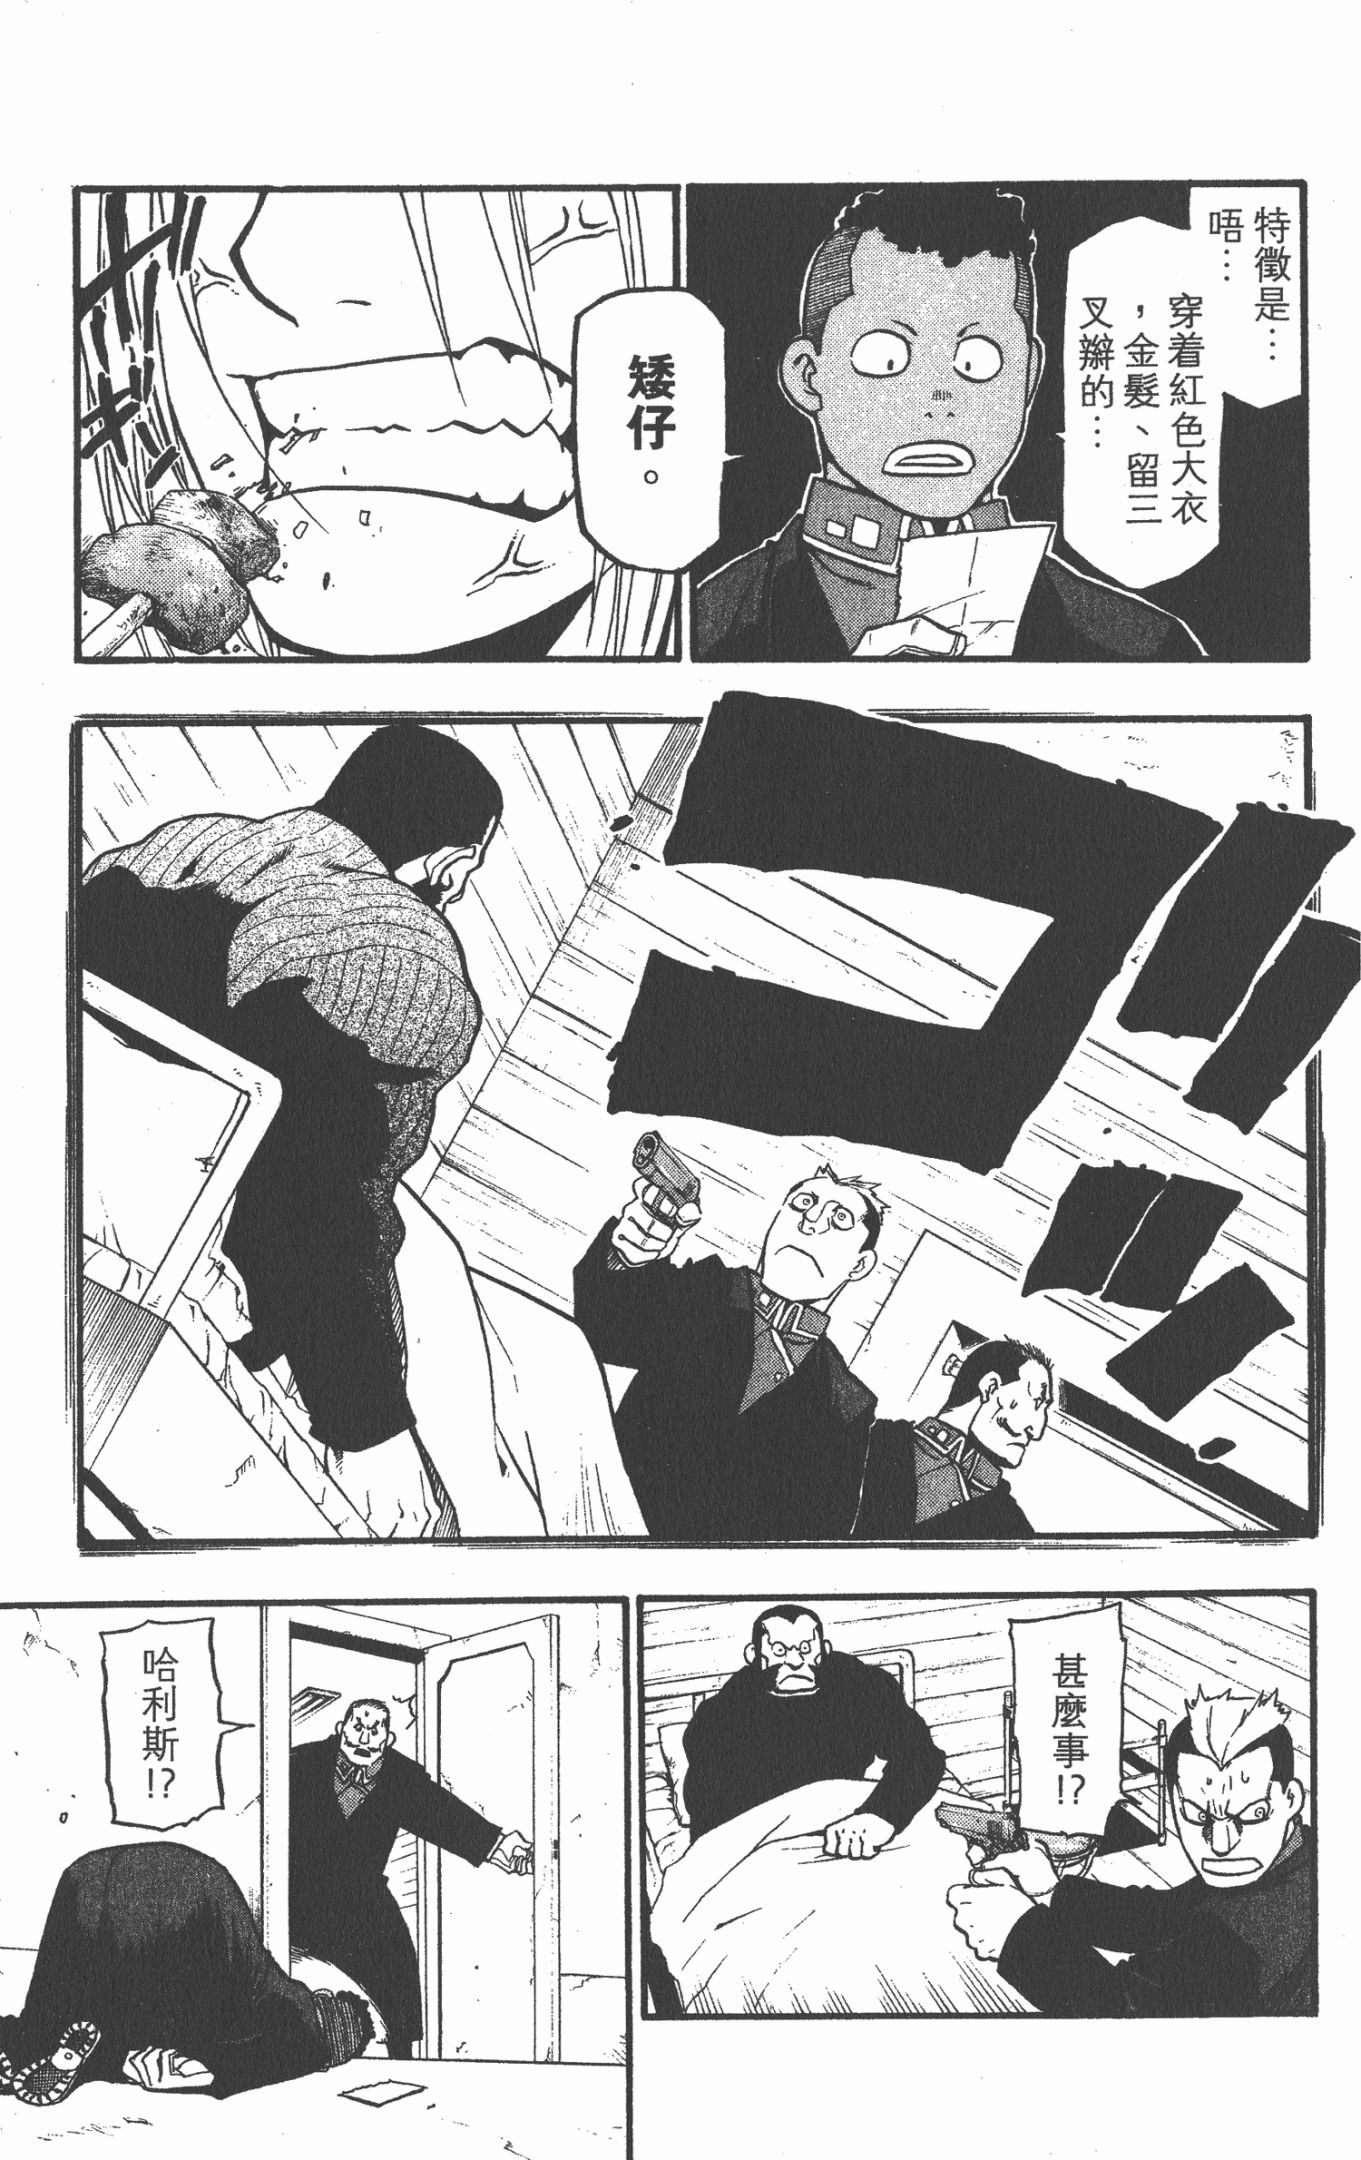 特徵是…
唔…
穿着紅色大衣
，金髮、留三
叉辮的…
矮仔。
甚麼事!?
哈利斯!?